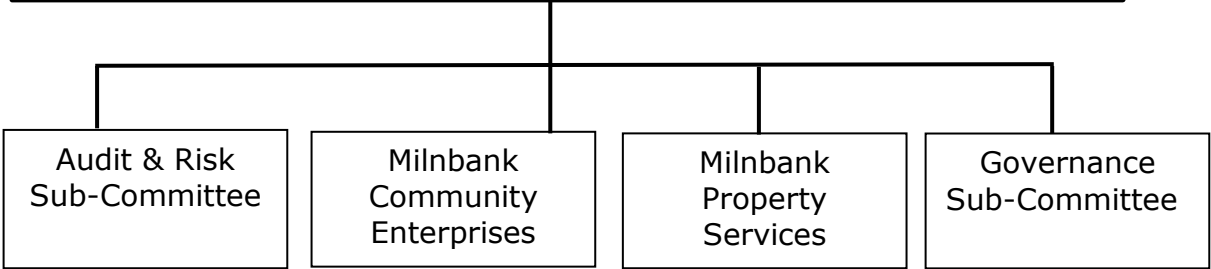 Audit & Risk
Sub-Committee
Milnbank
Community
Enterprises
Milnbank
Property
Services
Governance
Sub-Committee